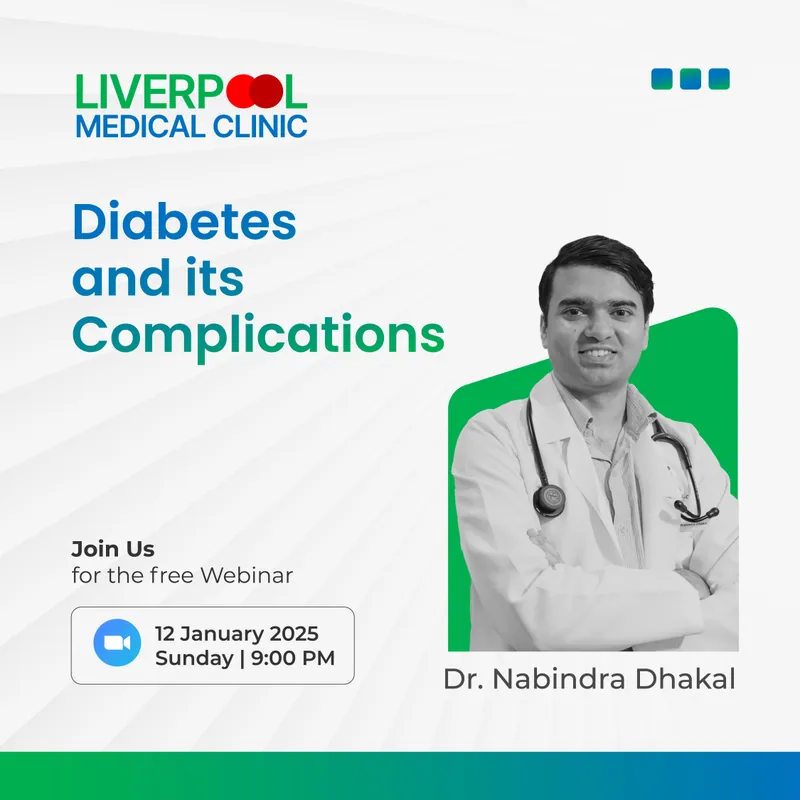 LIVERPOOL
MEDICAL CLINIC
Diabetes
and its
Complications
Join Us
for the free Webinar
12 January 2025
Sunday | 9:00 PM
Dr. Nabindra Dhakal